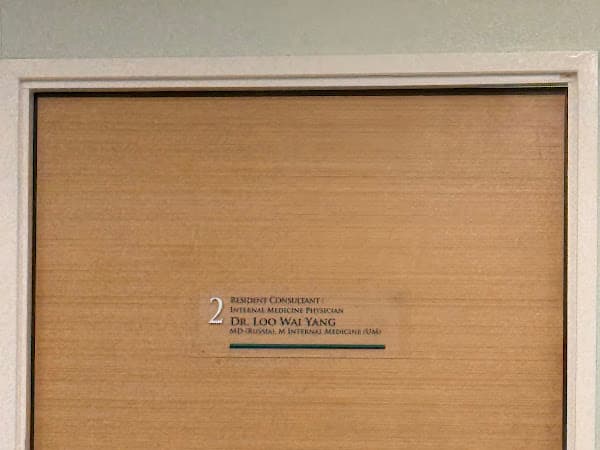 2
RESIDENT CONSULTANT /
INTERNAL MEDICINE PHYSICIAN
DR. LOO WAI YANG
MD (RUSSIA), M INTERNAL MEDICINE (UM)